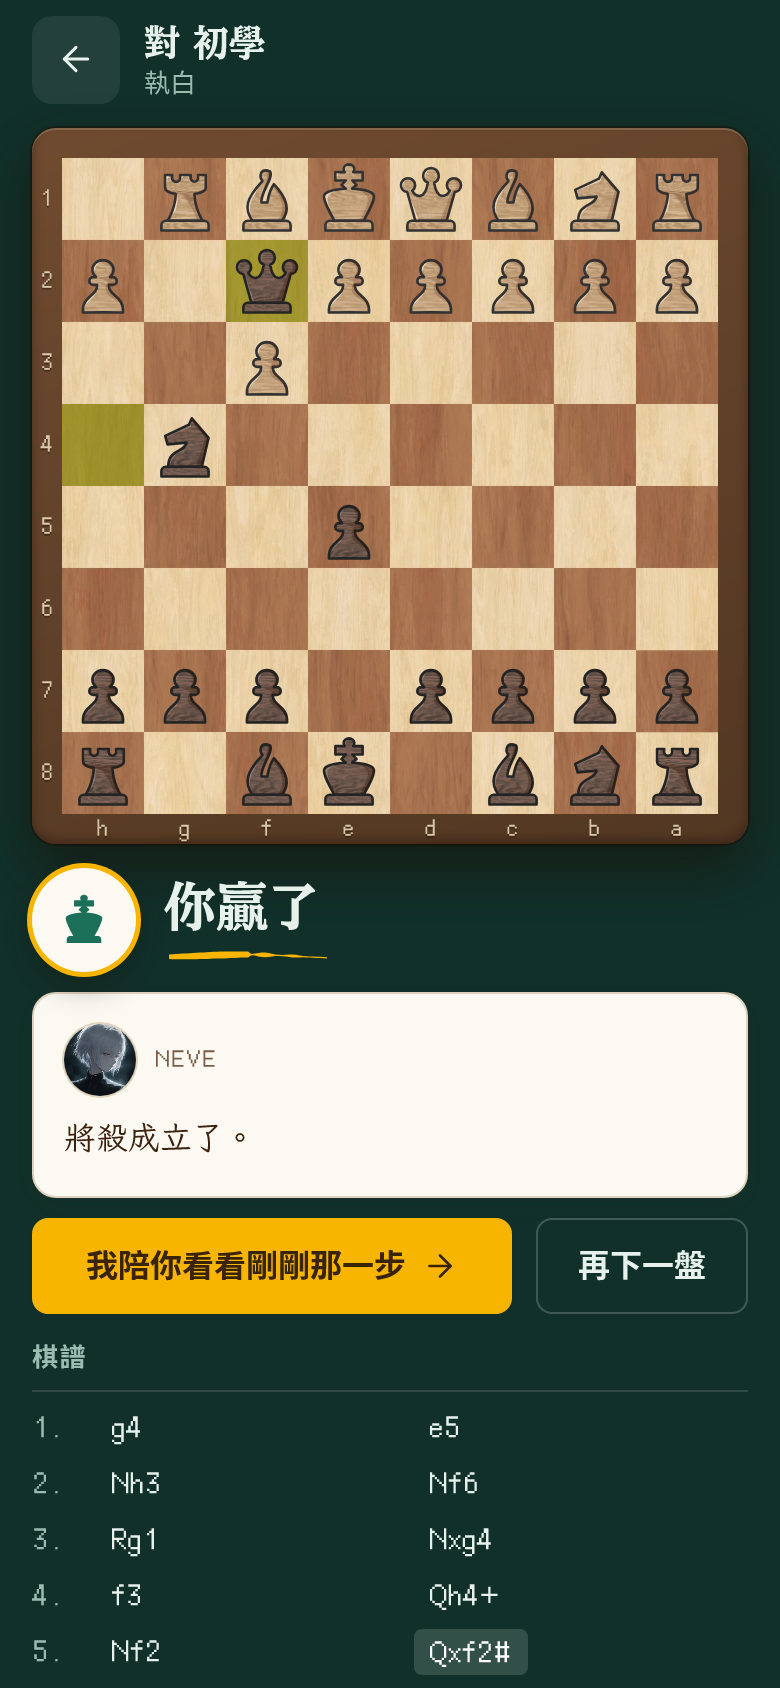 對 初學
執白
1
2
3
4
5
6
7
8
h g f e d c b a
你贏了
NEVE
將殺成立了。
我陪你看看剛剛那一步 →
再下一盤
棋譜
1. g4 e5
2. Nh3 Nf6
3. Rg1 Nxg4
4. f3 Qh4+
5. Nf2 Qxf2#